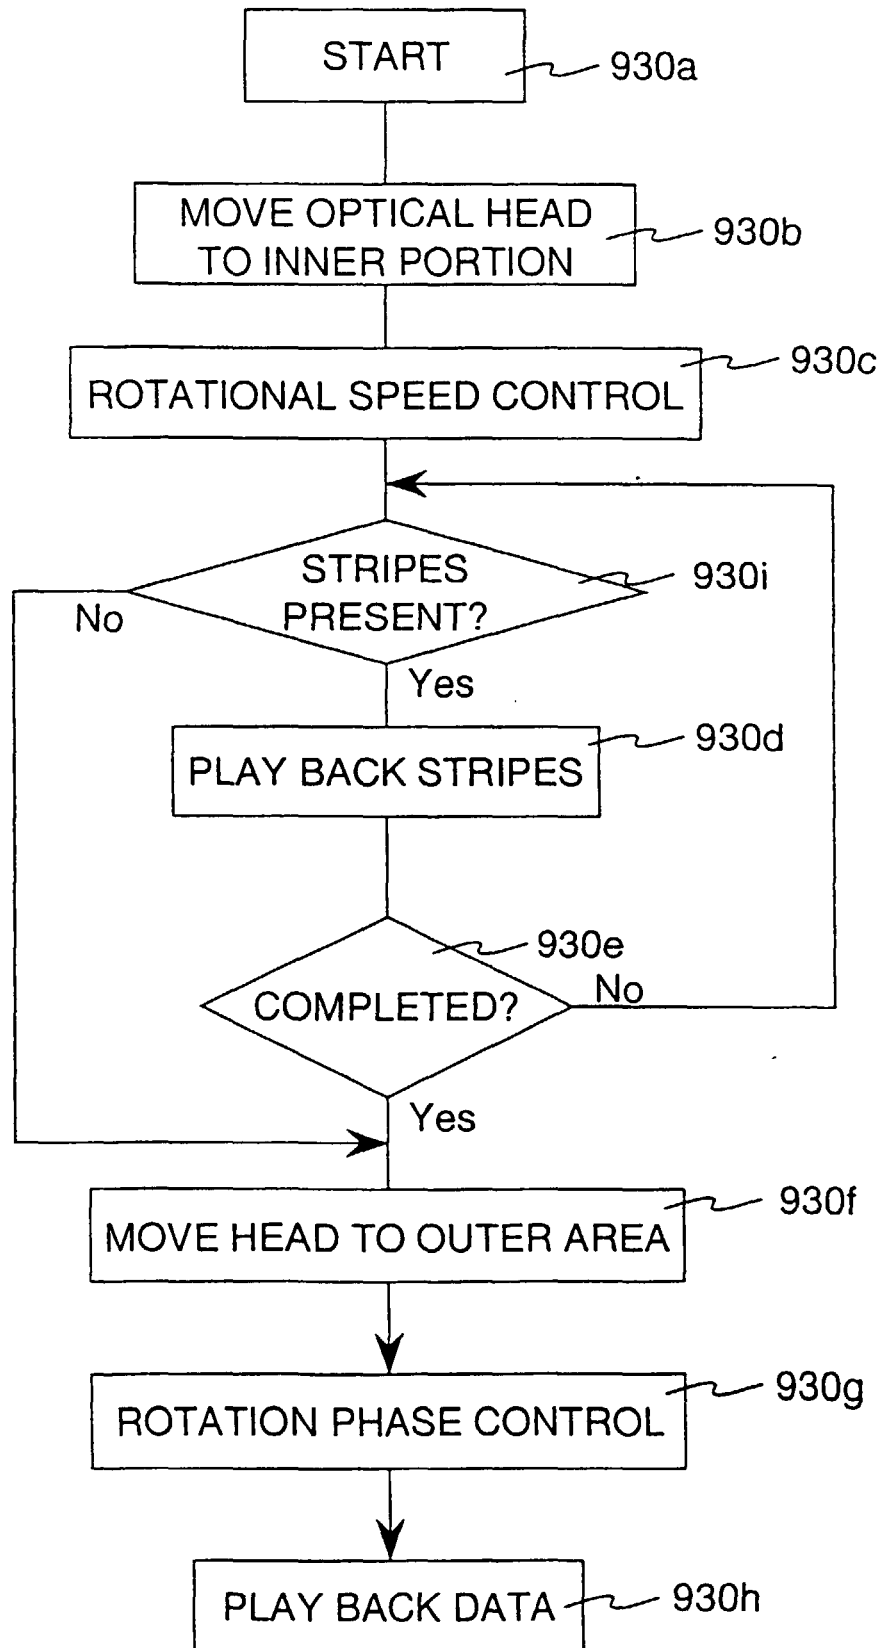 START
930a
MOVE OPTICAL HEAD
TO INNER PORTION
930b
930c
ROTATIONAL SPEED CONTROL
STRIPES
PRESENT?
930i
No
Yes
930d
PLAY BACK STRIPES
930e
COMPLETED?
No
Yes
930f
MOVE HEAD TO OUTER AREA
930g
ROTATION PHASE CONTROL
PLAY BACK DATA
930h